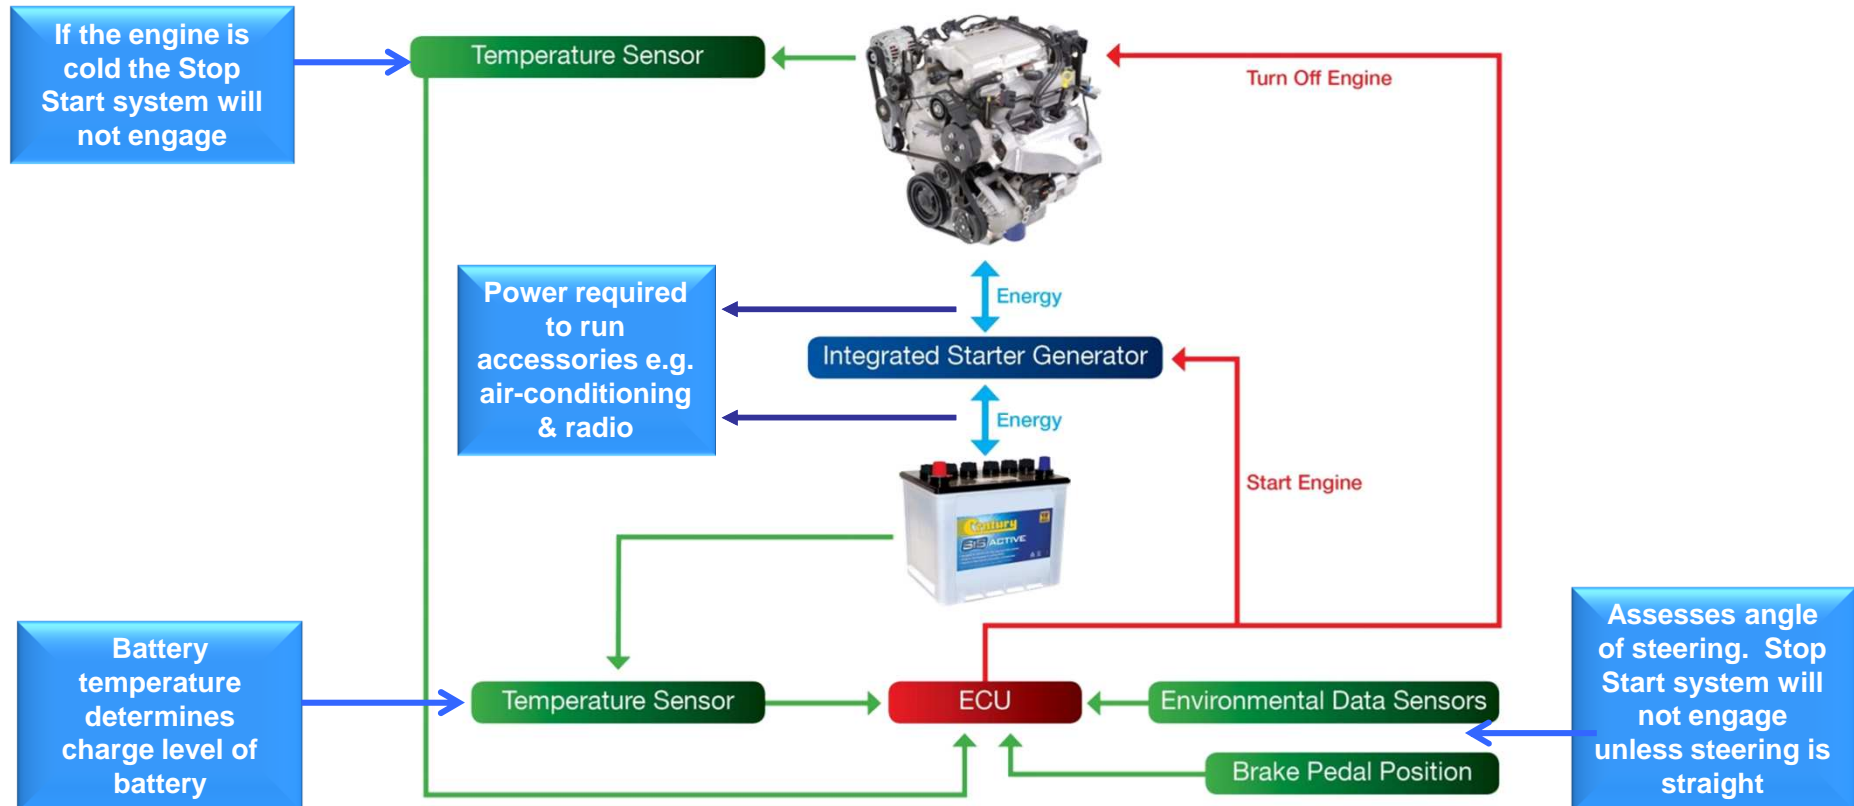 If the engine is
cold the Stop
Start system will
not engage
Temperature Sensor
Turn Off Engine
Power required
to run
accessories e.g.
air-conditioning
& radio
Energy
Integrated Starter Generator
Energy
Start Engine
Century
ACTIVE
Battery
temperature
determines
charge level of
battery
Temperature Sensor
ECU
Environmental Data Sensors
Brake Pedal Position
Assesses angle
of steering.  Stop
Start system will
not engage
unless steering is
straight